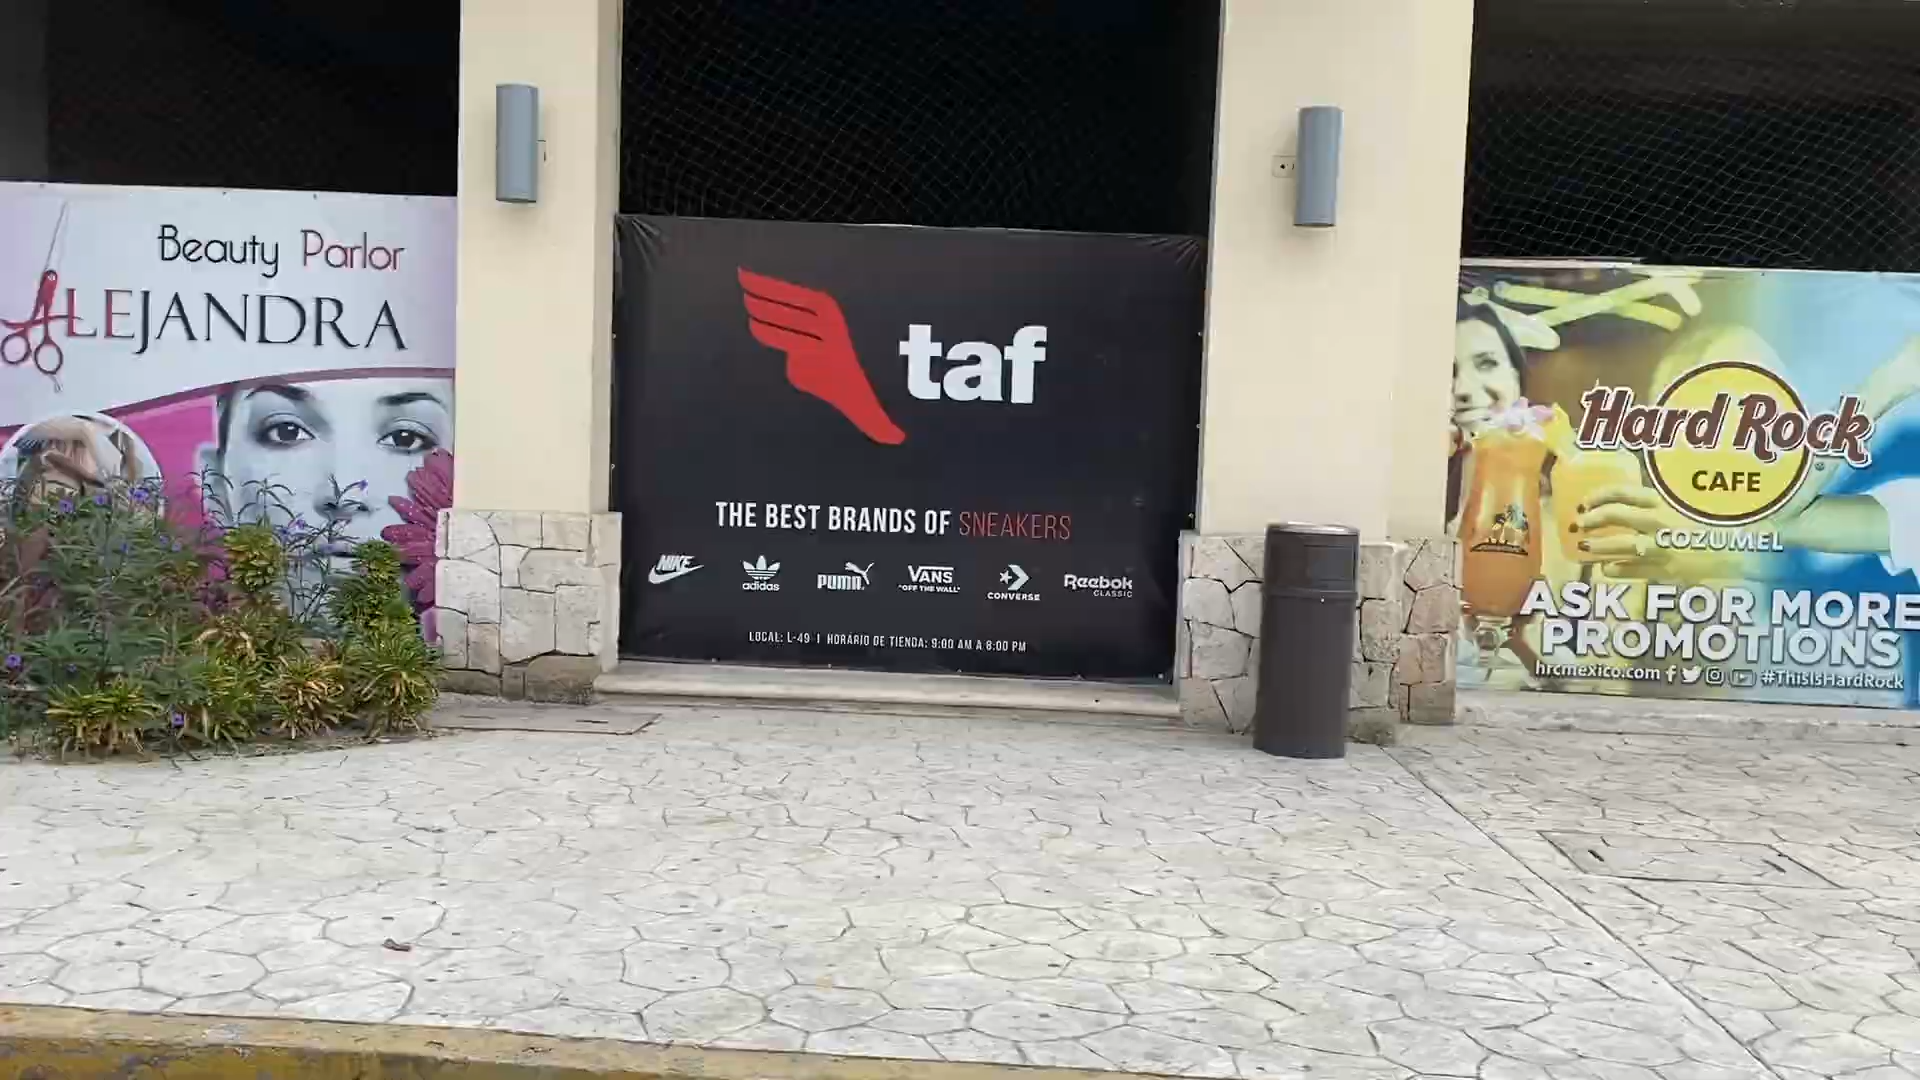 Beauty Parlor
ALEJANDRA
taf
THE BEST BRANDS OF SNEAKERS
NIKE
adidas
PUMA
VANS
"OFF THE WALL"
CONVERSE
Reebok
CLASSIC
LOCAL: L-49 | HORARIO DE TIENDA: 9:00 AM A 8:00 PM
Hard Rock
CAFE
COZUMEL
ASK FOR MORE
PROMOTIONS
hrcmexico.com #ThisIsHardRock